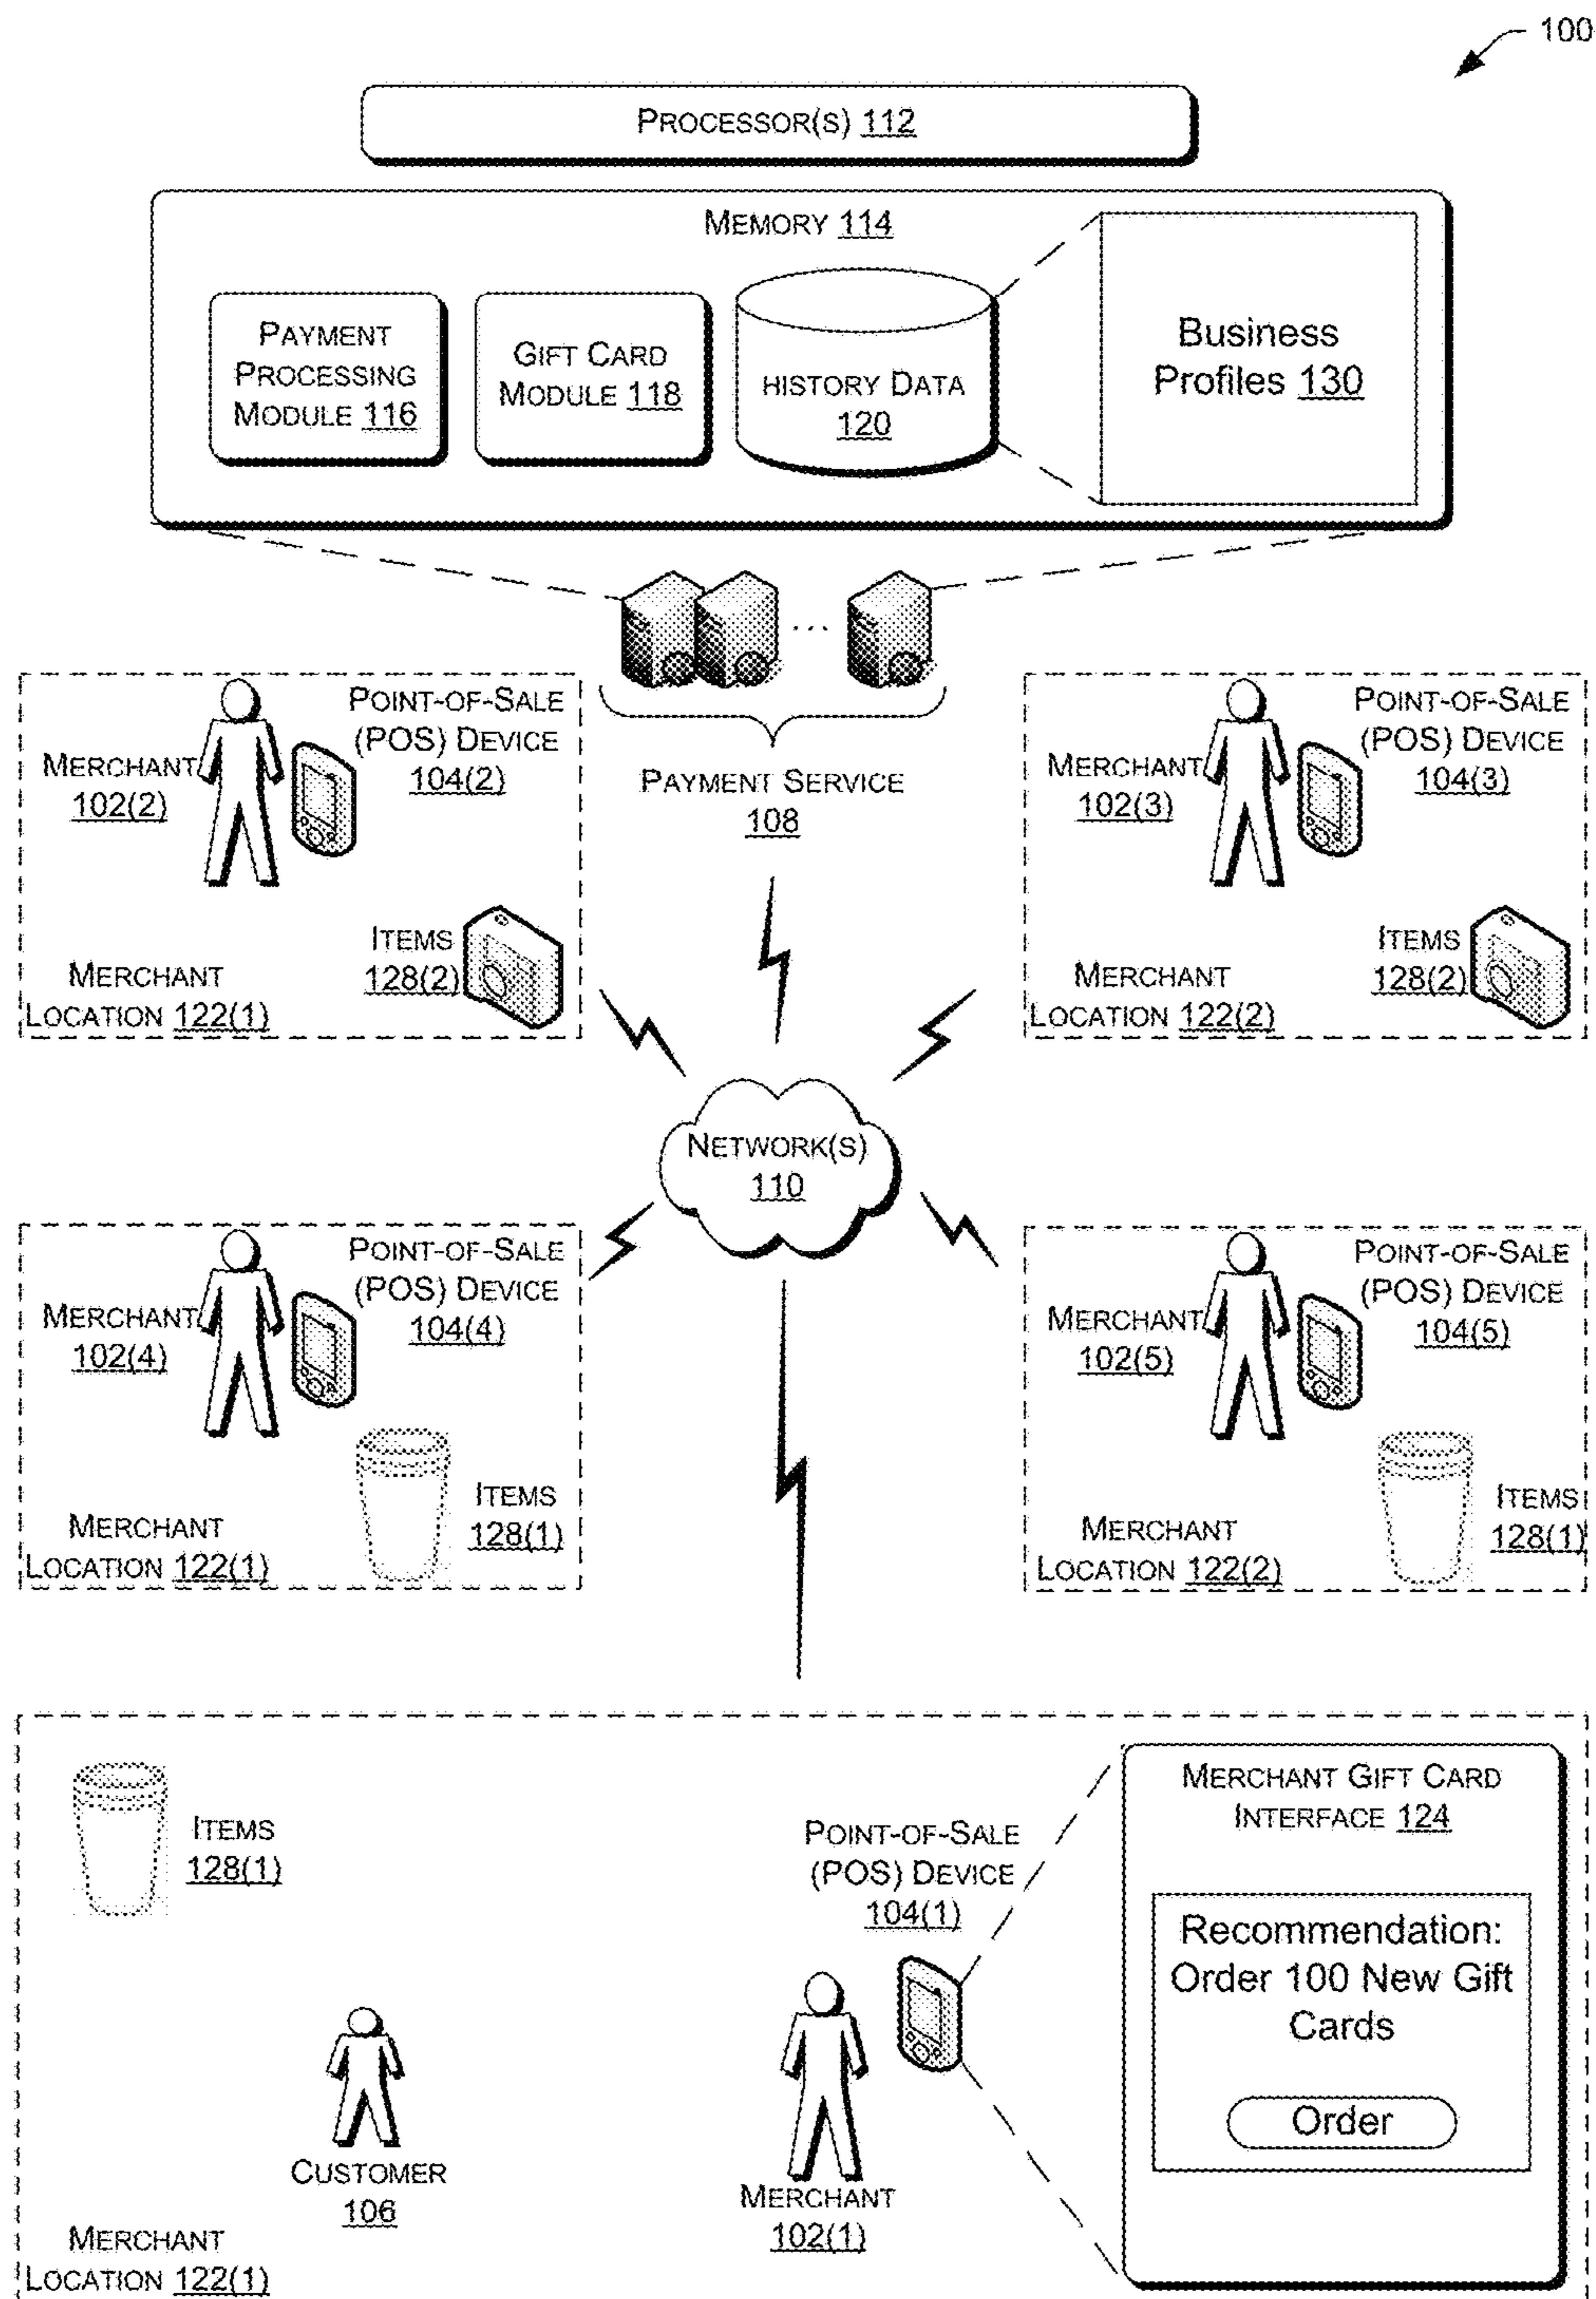 100
PROCESSOR(S) 112
MEMORY 114
PAYMENT
PROCESSING
MODULE 116
GIFT CARD
MODULE 118
HISTORY DATA
120
Business
Profiles 130
POINT-OF-SALE
(POS) DEVICE
104(2)
MERCHANT
102(2)
ITEMS
128(2)
MERCHANT
LOCATION 122(1)
...
PAYMENT SERVICE
108
POINT-OF-SALE
(POS) DEVICE
104(3)
MERCHANT
102(3)
ITEMS
128(2)
MERCHANT
LOCATION 122(2)
NETWORK(S)
110
POINT-OF-SALE
(POS) DEVICE
104(4)
MERCHANT
102(4)
ITEMS
128(1)
MERCHANT
LOCATION 122(1)
POINT-OF-SALE
(POS) DEVICE
104(5)
MERCHANT
102(5)
ITEMS
128(1)
MERCHANT
LOCATION 122(2)
ITEMS
128(1)
POINT-OF-SALE
(POS) DEVICE
104(1)
MERCHANT GIFT CARD
INTERFACE 124
Recommendation:
Order 100 New Gift
Cards
Order
CUSTOMER
106
MERCHANT
102(1)
MERCHANT
LOCATION 122(1)